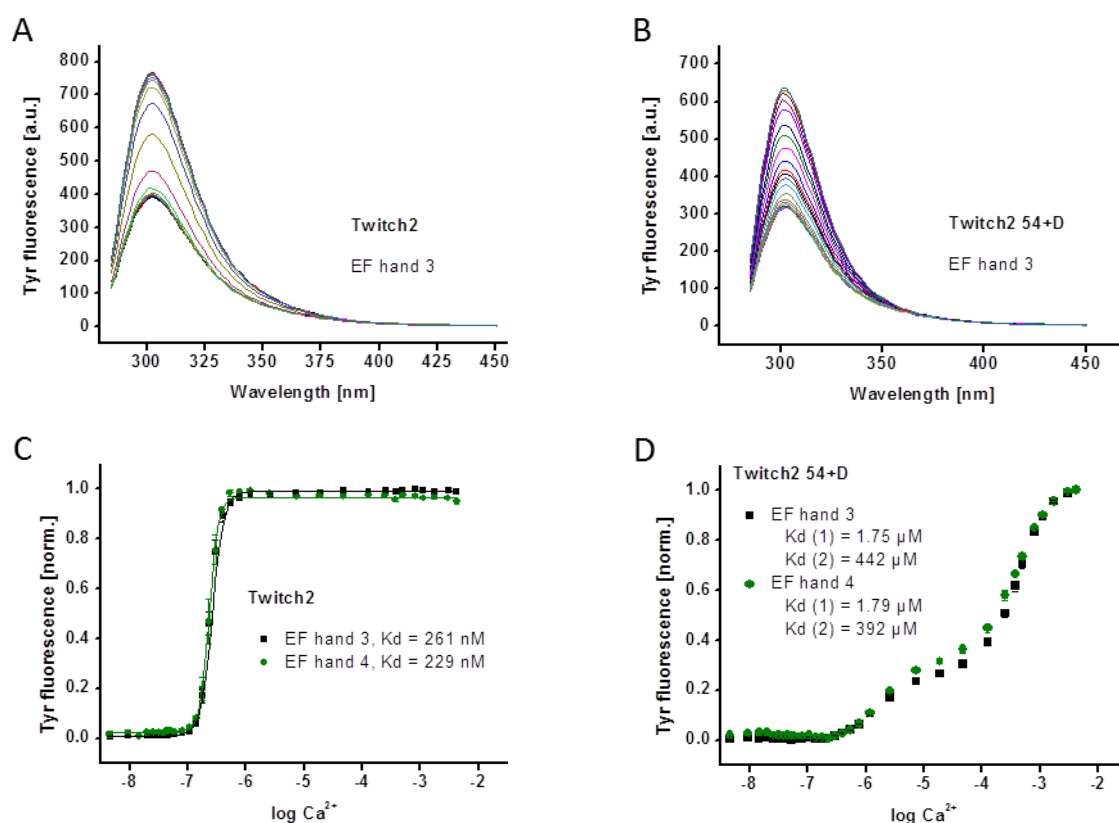 A
Tyr fluorescence [a.u.]
800
700
600
500
400
300
200
100
0
Twitch2
EF hand 3
300 325 350 375 400 425 450
Wavelength [nm]
B
Tyr fluorescence [a.u.]
700
600
500
400
300
200
100
0
Twitch2 54+D
EF hand 3
300 350 400 450
Wavelength [nm]
C
Tyr fluorescence [norm.]
1.0
0.8
0.6
0.4
0.2
0.0
Twitch2
EF hand 3, Kd = 261 nM
EF hand 4, Kd = 229 nM
-8 -7 -6 -5 -4 -3 -2
log Ca²⁺
D
Tyr fluorescence [norm.]
1.0
0.8
0.6
0.4
0.2
0.0
Twitch2 54+D
EF hand 3
Kd (1) = 1.75 µM
Kd (2) = 442 µM
EF hand 4
Kd (1) = 1.79 µM
Kd (2) = 392 µM
-8 -7 -6 -5 -4 -3 -2
log Ca²⁺